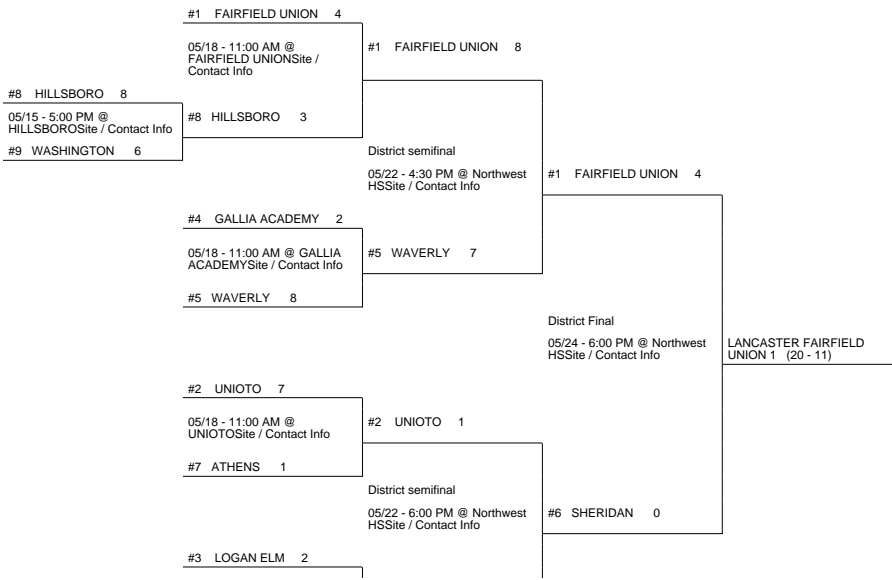 #1 FAIRFIELD UNION 4
05/18 - 11:00 AM @
FAIRFIELD UNIONSite /
Contact Info
#1 FAIRFIELD UNION 8
#8 HILLSBORO 8
05/15 - 5:00 PM @
HILLSBOROSite / Contact Info
#9 WASHINGTON 6
#8 HILLSBORO 3
District semifinal
05/22 - 4:30 PM @ Northwest
HSSite / Contact Info
#1 FAIRFIELD UNION 4
#4 GALLIA ACADEMY 2
05/18 - 11:00 AM @ GALLIA
ACADEMYSite / Contact Info
#5 WAVERLY 7
#5 WAVERLY 8
District Final
05/24 - 6:00 PM @ Northwest
HSSite / Contact Info
LANCASTER FAIRFIELD
UNION 1 (20 - 11)
#2 UNIOTO 7
05/18 - 11:00 AM @
UNIOTOSite / Contact Info
#2 UNIOTO 1
#7 ATHENS 1
District semifinal
05/22 - 6:00 PM @ Northwest
HSSite / Contact Info
#6 SHERIDAN 0
#3 LOGAN ELM 2